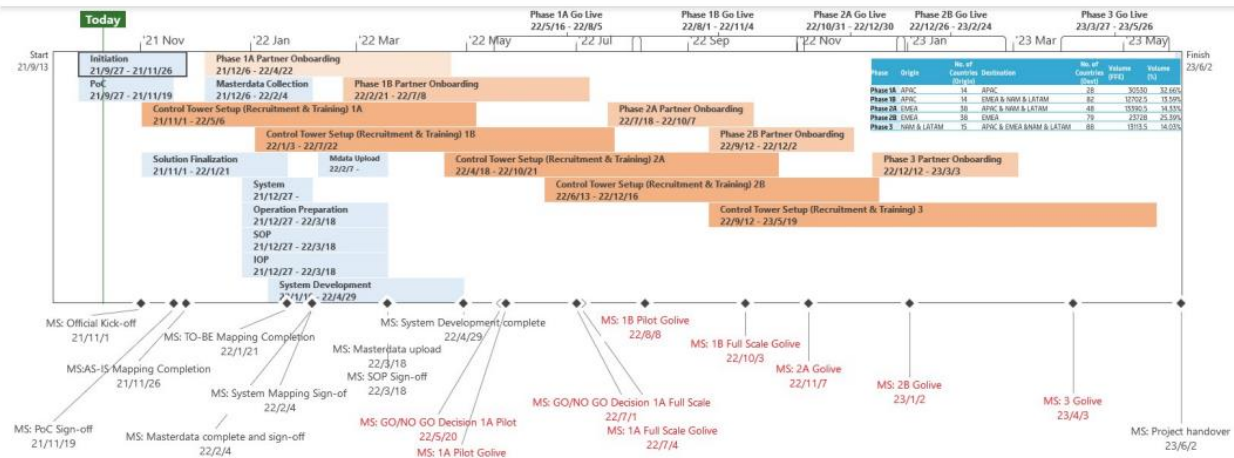 Today
Phase 1A Go Live
22/5/16 - 22/8/5
Phase 1B Go Live
22/8/1 - 22/11/4
Phase 2A Go Live
22/10/31 - 22/12/30
Phase 2B Go Live
22/12/26 - 23/2/24
Phase 3 Go Live
23/3/27 - 23/5/26
Start
21/9/13
'21 Nov
'22 Jan
'22 Mar
'22 May
'22 Jul
'22 Sep
'22 Nov
'23 Jan
'23 Mar
'23 May
Finish
23/6/2
Initiation
21/9/27 - 21/11/26
Phase 1A Partner Onboarding
21/12/6 - 22/4/22
PoC
21/9/27 - 21/11/19
Masterdata Collection
21/12/6 - 22/2/4
Phase 1B Partner Onboarding
22/2/21 - 22/7/8
Control Tower Setup (Recruitment & Training) 1A
21/11/1 - 22/5/6
Phase 2A Partner Onboarding
22/7/18 - 22/10/7
Control Tower Setup (Recruitment & Training) 1B
22/1/3 - 22/7/22
Phase 2B Partner Onboarding
22/9/12 - 22/12/2
Solution Finalization
21/11/1 - 22/1/21
Mdata Upload
22/2/7 -
Control Tower Setup (Recruitment & Training) 2A
22/4/18 - 22/10/21
Phase 3 Partner Onboarding
22/12/12 - 23/3/3
System
21/12/27 -
Control Tower Setup (Recruitment & Training) 2B
22/6/13 - 22/12/16
Operation Preparation
21/12/27 - 22/3/18
Control Tower Setup (Recruitment & Training) 3
22/9/12 - 23/5/19
SOP
21/12/27 - 22/3/18
IOP
21/12/27 - 22/3/18
System Development
22/4/29
Phase Origin No. of Countries (Origin) Destination No. of Countries (Dest) Volume (FFE) Volume (%)
Phase 1A APAC 14 APAC 28 30530 32.66%
Phase 1B APAC 14 EMEA & NAM & LATAM 82 12702.5 13.59%
Phase 2A EMEA 38 APAC & NAM & LATAM 48 13390.5 14.33%
Phase 2B EMEA 38 EMEA 79 23728 25.39%
Phase 3 NAM & LATAM 15 APAC & EMEA &NAM & LATAM 88 13113.5 14.03%
MS: Official Kick-off
21/11/1
MS: PoC Sign-off
21/11/19
MS:AS-IS Mapping Completion
21/11/26
MS: TO-BE Mapping Completion
22/1/21
MS: System Mapping Sign-of
22/2/4
MS: Masterdata complete and sign-off
22/2/4
MS: Masterdata upload
22/3/18
MS: SOP Sign-off
22/3/18
MS: System Development complete
22/4/29
MS: GO/NO GO Decision 1A Pilot
22/5/20
MS: 1A Pilot Golive
MS: GO/NO GO Decision 1A Full Scale
22/7/1
MS: 1A Full Scale Golive
22/7/4
MS: 1B Pilot Golive
22/8/8
MS: 1B Full Scale Golive
22/10/3
MS: 2A Golive
22/11/7
MS: 2B Golive
23/1/2
MS: 3 Golive
23/4/3
MS: Project handover
23/6/2